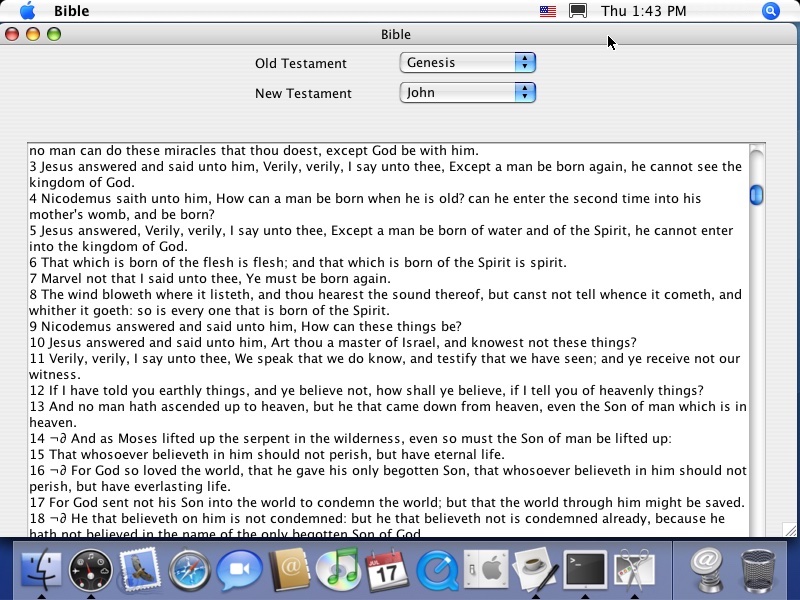 Bible
Thu 1:43 PM
Bible
Old Testament
Genesis
New Testament
John
no man can do these miracles that thou doest, except God be with him.
3 Jesus answered and said unto him, Verily, verily, I say unto thee, Except a man be born again, he cannot see the
kingdom of God.
4 Nicodemus saith unto him, How can a man be born when he is old? can he enter the second time into his
mother's womb, and be born?
5 Jesus answered, Verily, verily, I say unto thee, Except a man be born of water and of the Spirit, he cannot enter
into the kingdom of God.
6 That which is born of the flesh is flesh; and that which is born of the Spirit is spirit.
7 Marvel not that I said unto thee, Ye must be born again.
8 The wind bloweth where it listeth, and thou hearest the sound thereof, but canst not tell whence it cometh, and
whither it goeth: so is every one that is born of the Spirit.
9 Nicodemus answered and said unto him, How can these things be?
10 Jesus answered and said unto him, Art thou a master of Israel, and knowest not these things?
11 Verily, verily, I say unto thee, We speak that we do know, and testify that we have seen; and ye receive not our
witness.
12 If I have told you earthly things, and ye believe not, how shall ye believe, if I tell you of heavenly things?
13 And no man hath ascended up to heaven, but he that came down from heaven, even the Son of man which is in
heaven.
14 ¬∂ And as Moses lifted up the serpent in the wilderness, even so must the Son of man be lifted up:
15 That whosoever believeth in him should not perish, but have eternal life.
16 ¬∂ For God so loved the world, that he gave his only begotten Son, that whosoever believeth in him should not
perish, but have everlasting life.
17 For God sent not his Son into the world to condemn the world; but that the world through him might be saved.
18 ¬∂ He that believeth on him is not condemned: but he that believeth not is condemned already, because he
hath not believed in the name of the only begotten Son of God
JUL
17